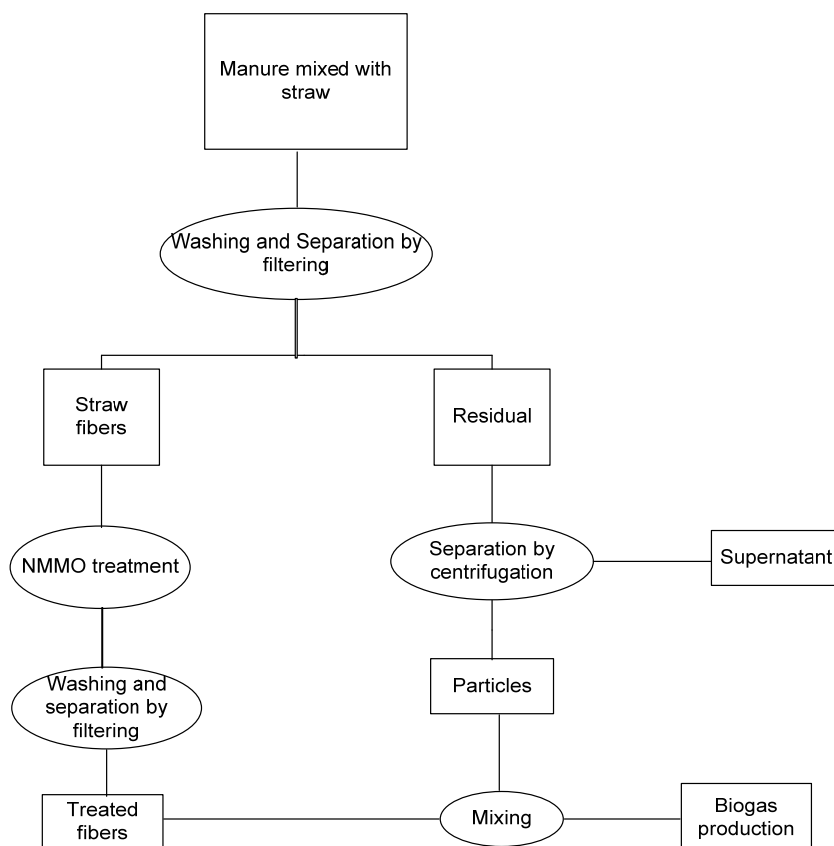 Manure mixed with
straw
Washing and Separation by
filtering
Straw
fibers
Residual
NMMO treatment
Separation by
centrifugation
Supernatant
Washing and
separation by
filtering
Particles
Treated
fibers
Mixing
Biogas
production